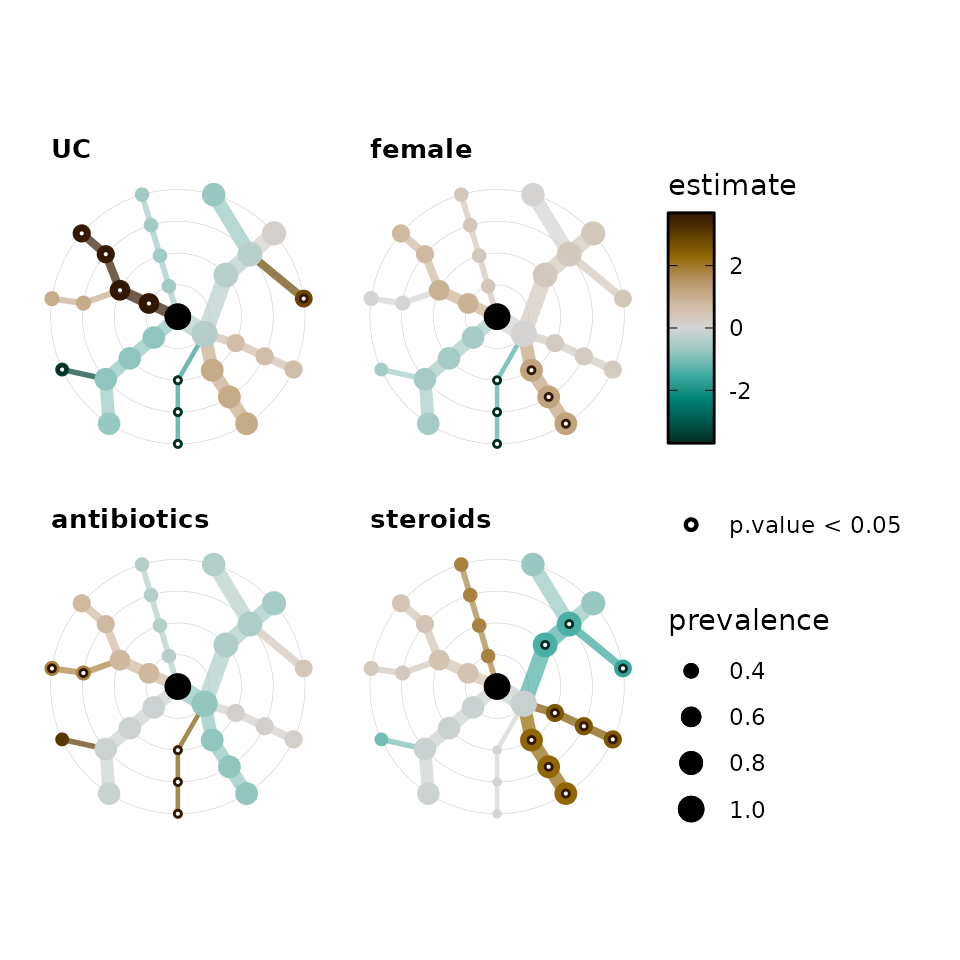 UC
female
antibiotics
steroids
estimate
2
0
-2
p.value < 0.05
prevalence
0.4
0.6
0.8
1.0